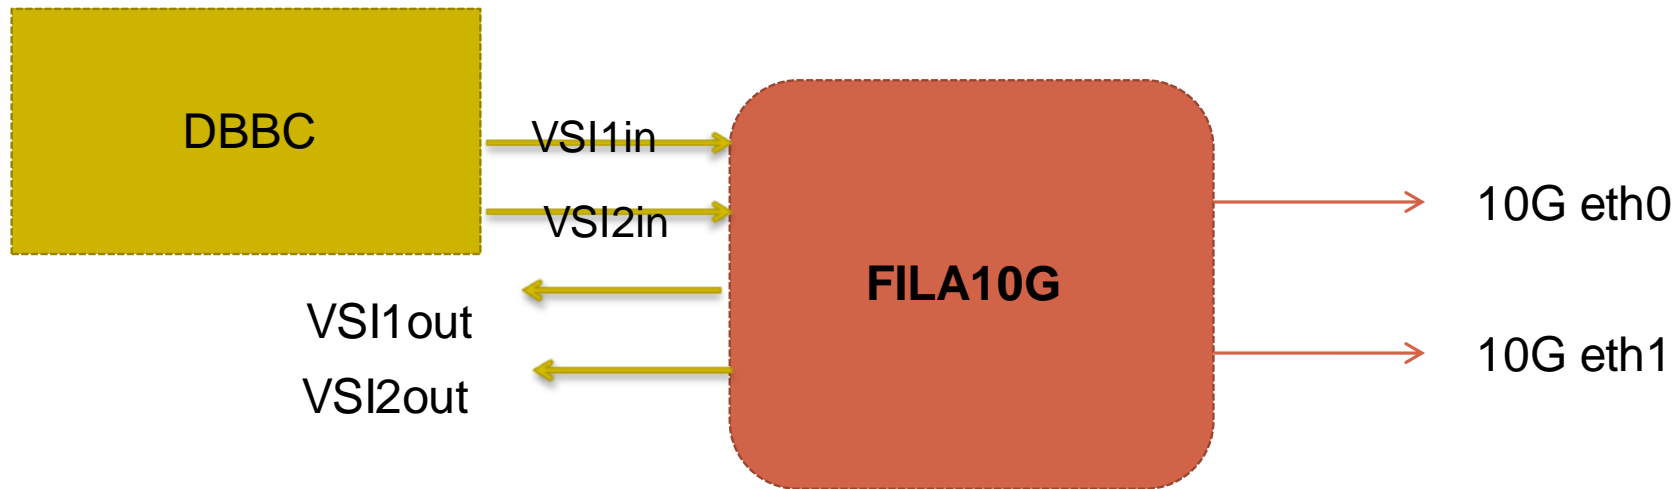 DBBC
VSI1in
VSI2in
VSI1out
VSI2out
FILA10G
10G eth0
10G eth1